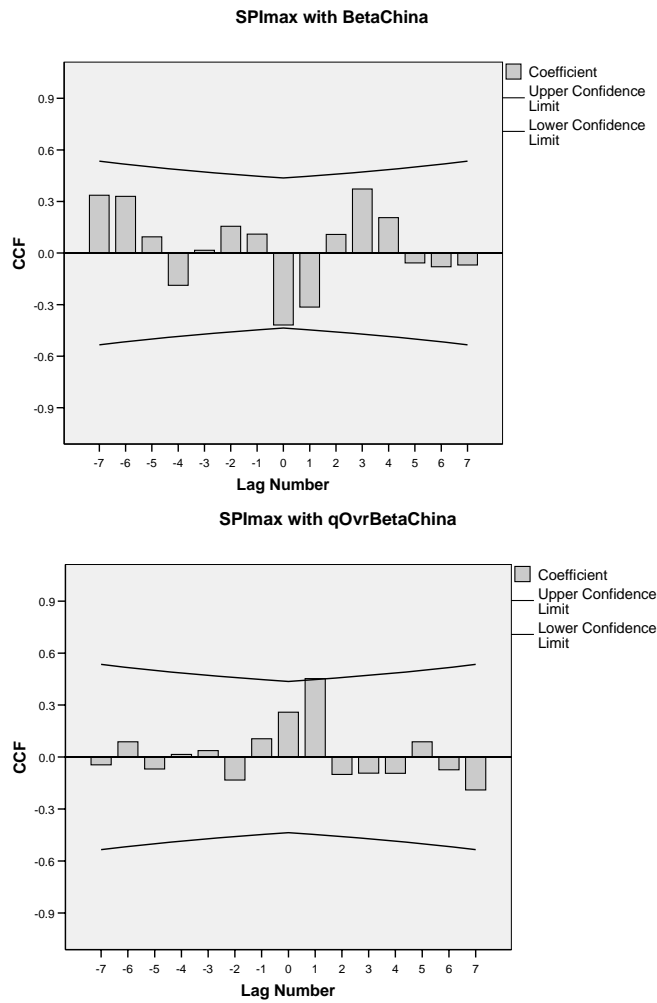 SPImax with BetaChina
Coefficient
Upper Confidence
Limit
Lower Confidence
Limit
CCF
0.9
0.6
0.3
0.0
-0.3
-0.6
-0.9
-7 -6 -5 -4 -3 -2 -1 0 1 2 3 4 5 6 7
Lag Number
SPImax with qOvrBetaChina
Coefficient
Upper Confidence
Limit
Lower Confidence
Limit
CCF
0.9
0.6
0.3
0.0
-0.3
-0.6
-0.9
-7 -6 -5 -4 -3 -2 -1 0 1 2 3 4 5 6 7
Lag Number